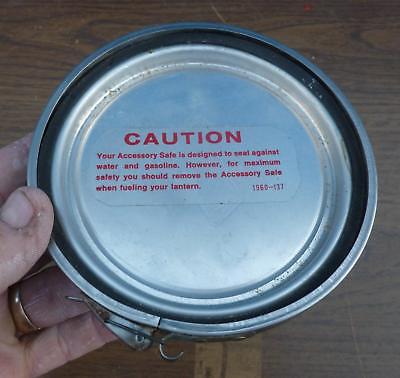 CAUTION
Your Accessory Safe is designed to seal against
water and gasoline. However, for maximum
safety you should remove the Accessory Safe
when fueling your lantern.    1960-137